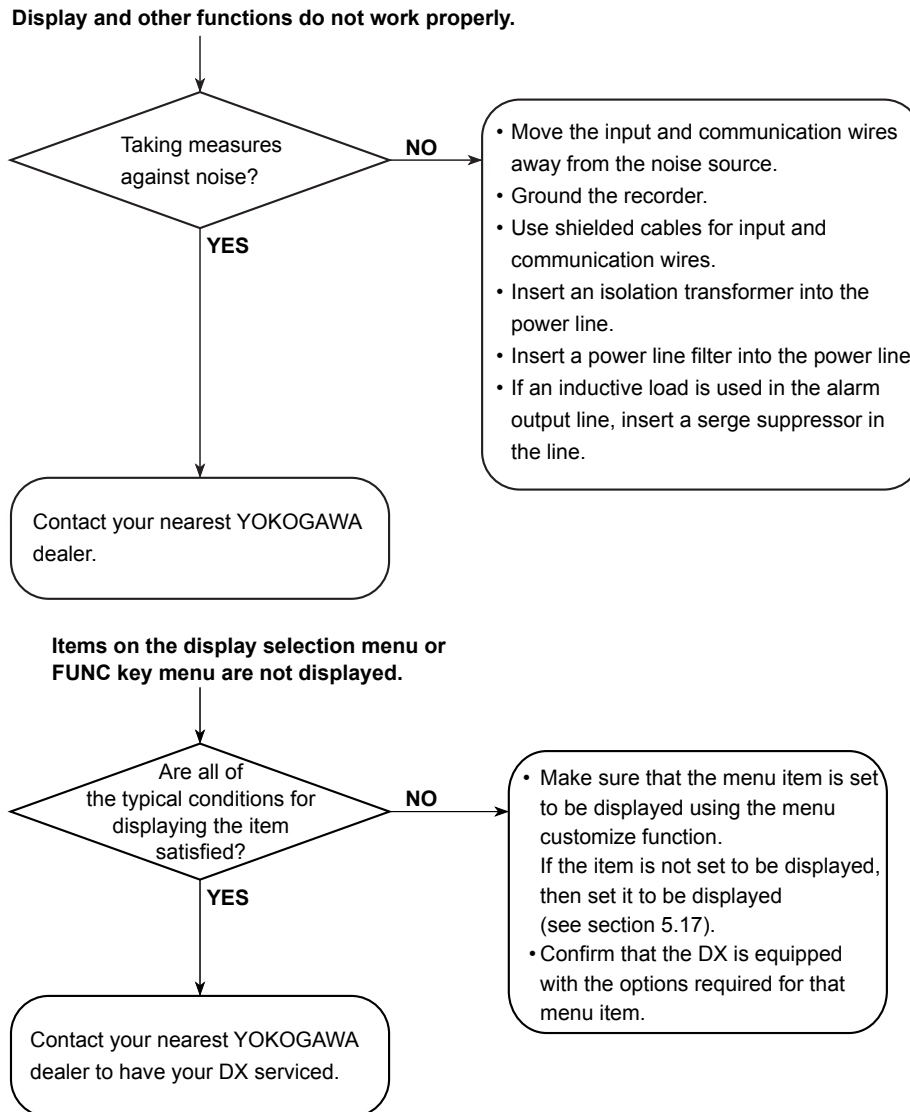 Display and other functions do not work properly.
Taking measures
against noise?
NO
YES
• Move the input and communication wires
away from the noise source.
• Ground the recorder.
• Use shielded cables for input and
communication wires.
• Insert an isolation transformer into the
power line.
• Insert a power line filter into the power line
• If an inductive load is used in the alarm
output line, insert a serge suppressor in
the line.
Contact your nearest YOKOGAWA
dealer.
Items on the display selection menu or
FUNC key menu are not displayed.
Are all of
the typical conditions for
displaying the item
satisfied?
NO
YES
• Make sure that the menu item is set
to be displayed using the menu
customize function.
If the item is not set to be displayed,
then set it to be displayed
(see section 5.17).
• Confirm that the DX is equipped
with the options required for that
menu item.
Contact your nearest YOKOGAWA
dealer to have your DX serviced.